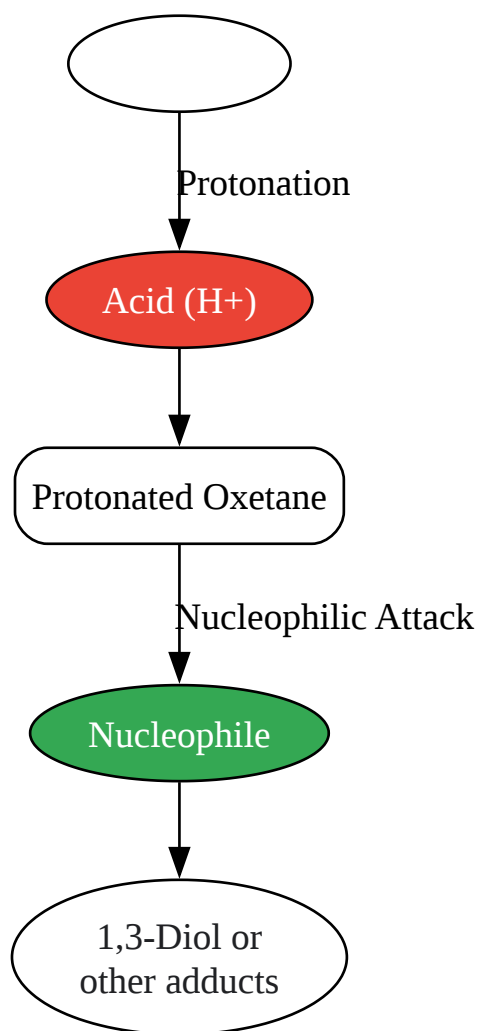 Protonation
Acid (H+)
Protonated Oxetane
Nucleophilic Attack
Nucleophile
1,3-Diol or
other adducts